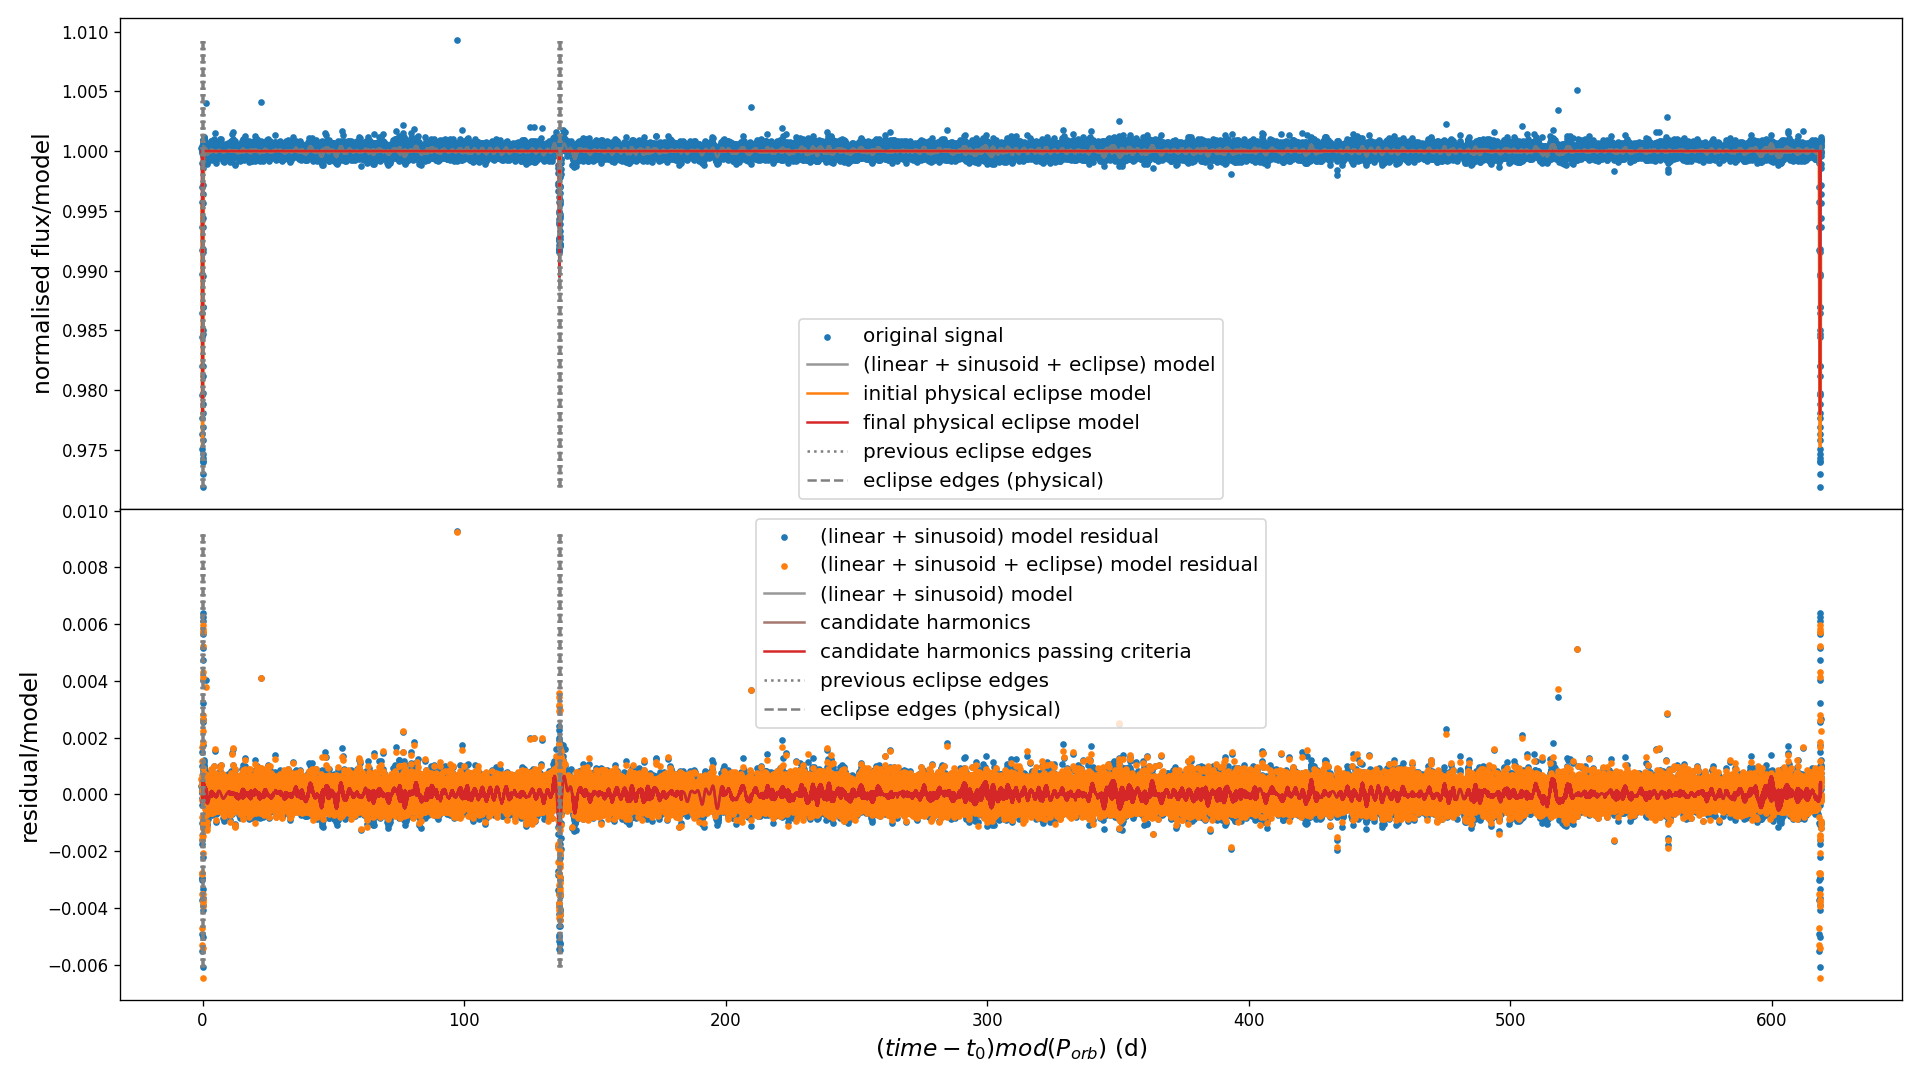 1.010
1.005
1.000
0.995
0.990
0.985
0.980
0.975
normalised flux/model
original signal
(linear + sinusoid + eclipse) model
initial physical eclipse model
final physical eclipse model
previous eclipse edges
eclipse edges (physical)
0.010
0.008
0.006
0.004
0.002
0.000
−0.002
−0.004
−0.006
residual/model
(linear + sinusoid) model residual
(linear + sinusoid + eclipse) model residual
(linear + sinusoid) model
candidate harmonics
candidate harmonics passing criteria
previous eclipse edges
eclipse edges (physical)
0 100 200 300 400 500 600
(time − t₀)mod(Pₒᵣb) (d)